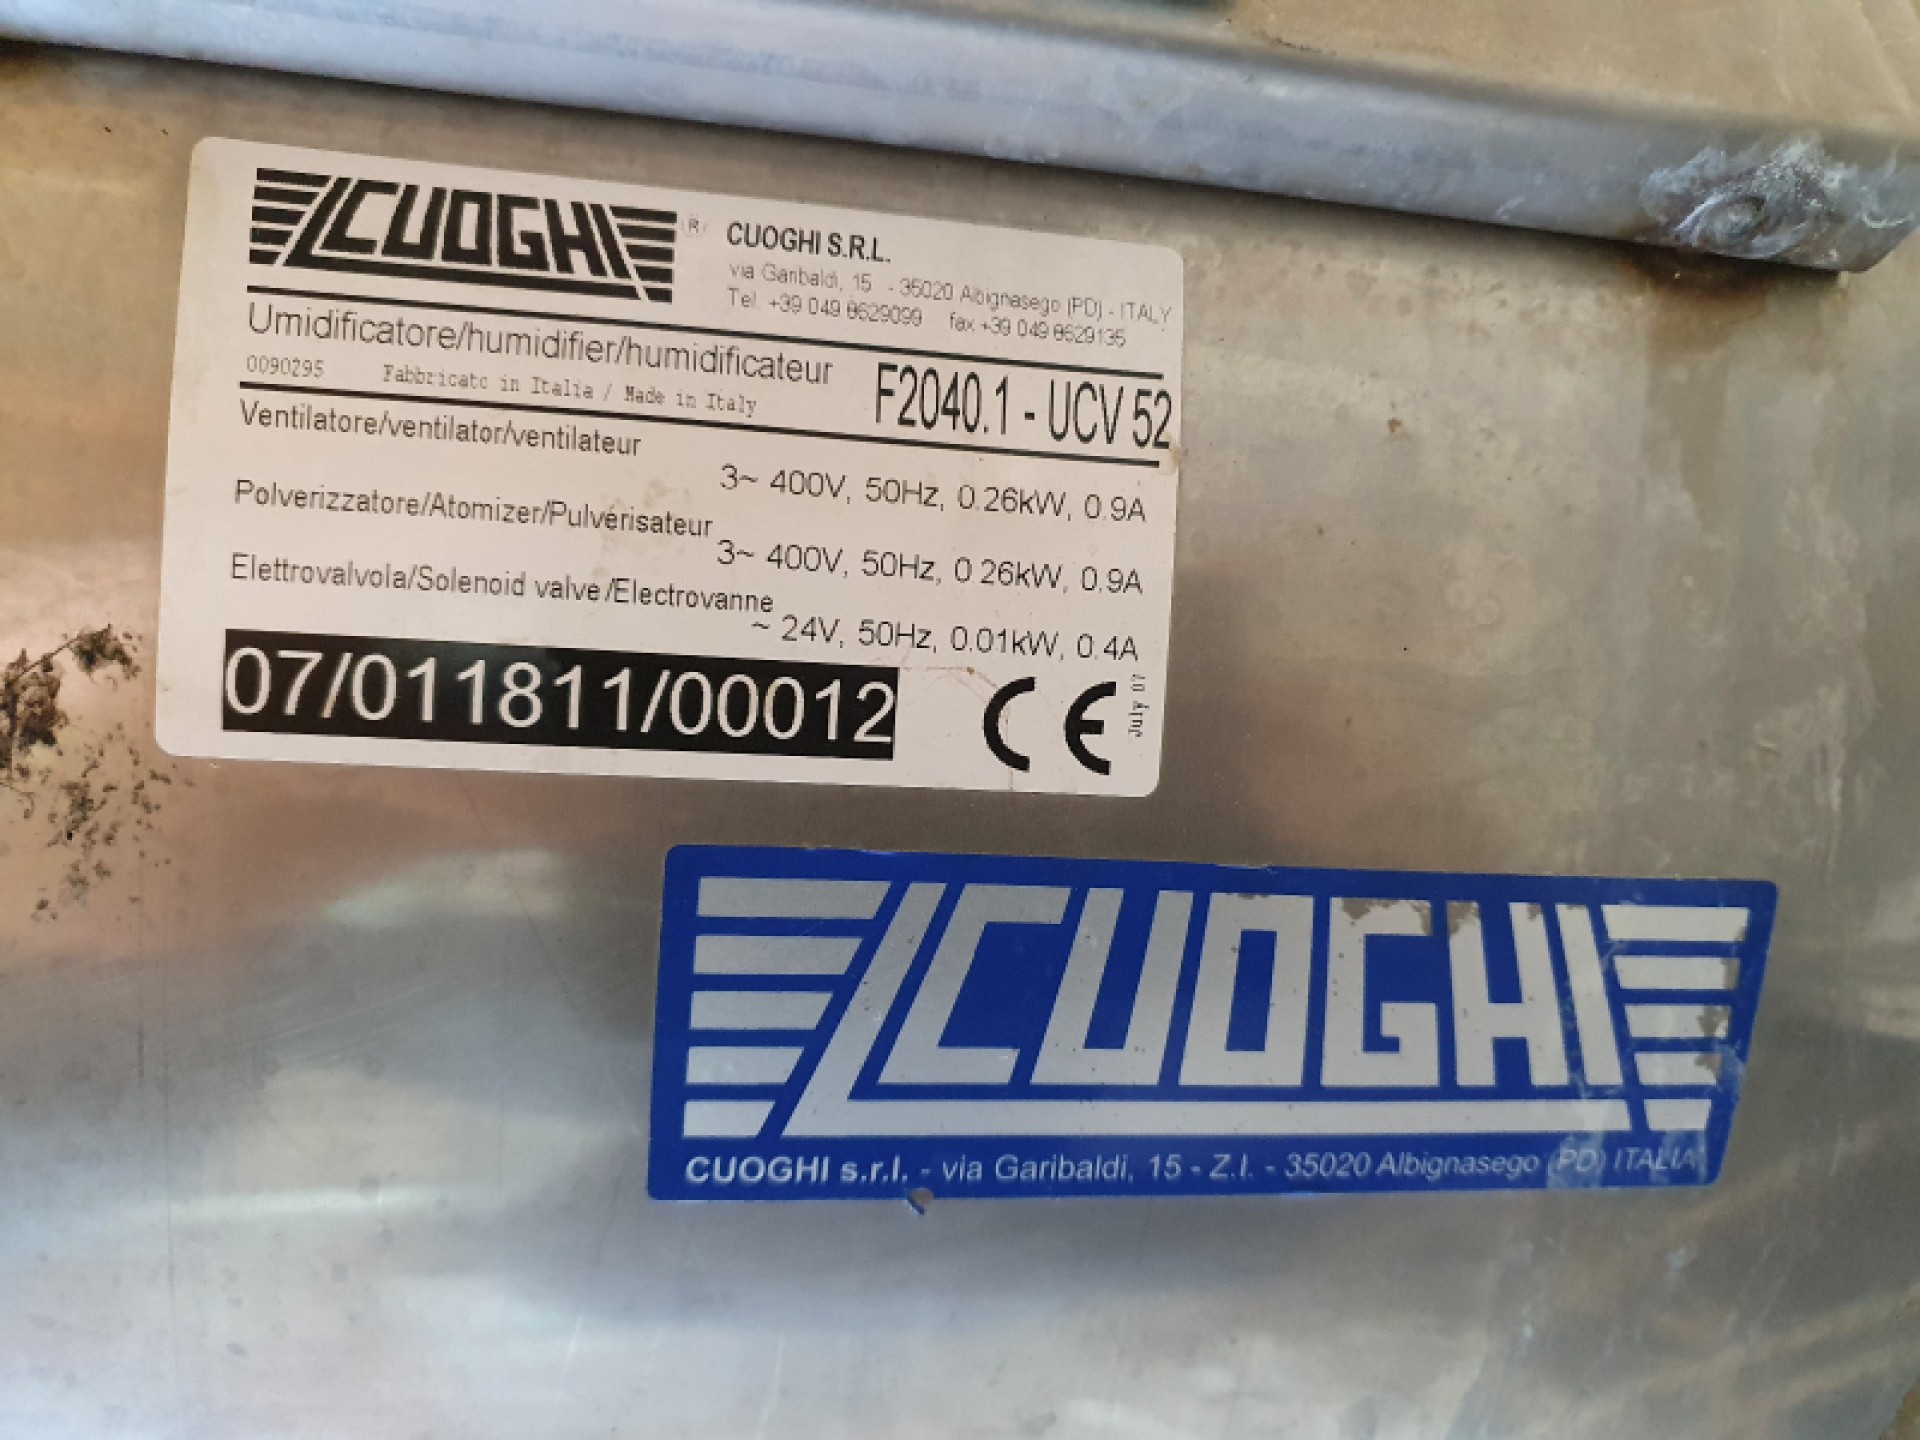 CUOGHI ® CUOGHI S.R.L.
via Garibaldi, 15 - 35020 Albignasego (PD) - ITALY
Tel. +39 049 8629099 fax +39 049 8629135
Umidificatore/humidifier/humidificateur
0090295 Fabbricato in Italia / Made in Italy
F2040.1 - UCV 52
Ventilatore/ventilator/ventilateur
3~ 400V, 50Hz, 0.26kW, 0.9A
Polverizzatore/Atomizer/Pulvérisateur
3~ 400V, 50Hz, 0.26kW, 0.9A
Elettrovalvola/Solenoid valve/Electrovanne
~ 24V, 50Hz, 0.01kW, 0.4A
07/011811/00012
CE July 07
CUOGHI
CUOGHI s.r.l. - via Garibaldi, 15 - Z.I. - 35020 Albignasego (PD) ITALIA